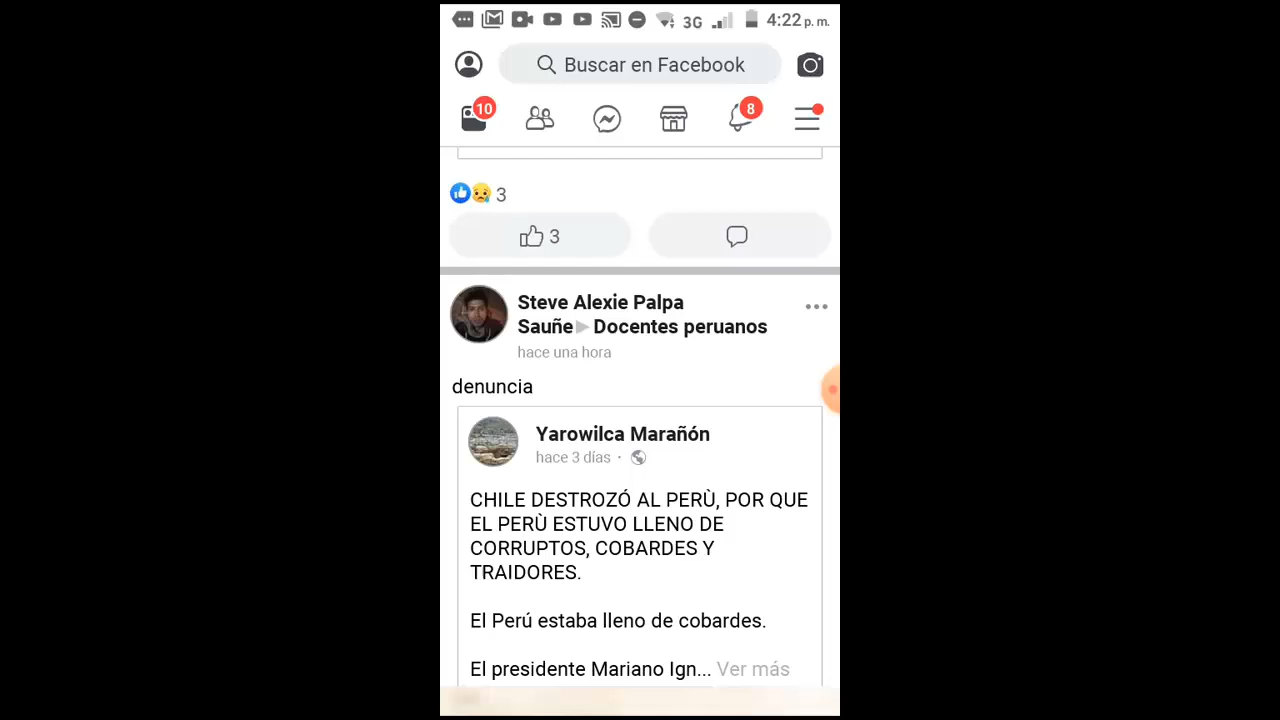 3G 4:22 p. m.
Buscar en Facebook
10 8
3
3
Steve Alexie Palpa
Sauñe▶Docentes peruanos
hace una hora
denuncia
Yarowilca Marañón
hace 3 días ·
CHILE DESTROZÓ AL PERÙ, POR QUE
EL PERÙ ESTUVO LLENO DE
CORRUPTOS, COBARDES Y
TRAIDORES.
El Perú estaba lleno de cobardes.
El presidente Mariano Ign... Ver más